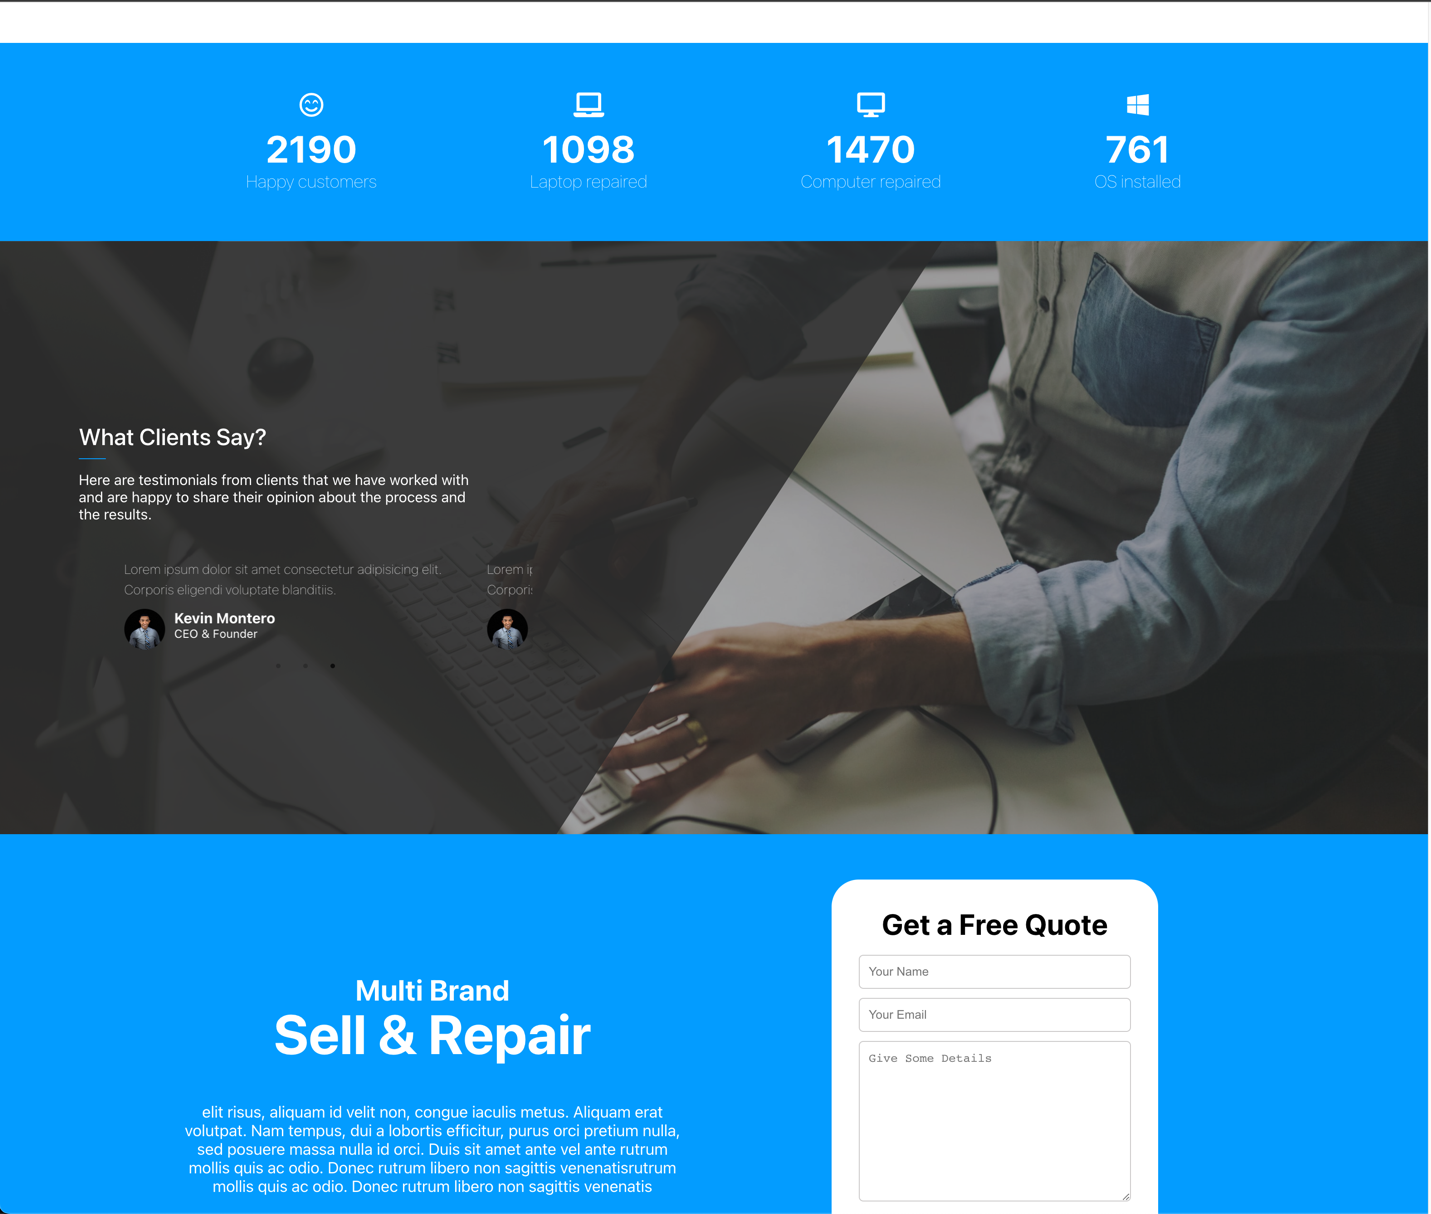 2190
Happy customers
1098
Laptop repaired
1470
Computer repaired
761
OS installed
What Clients Say?
Here are testimonials from clients that we have worked with
and are happy to share their opinion about the process and
the results.
Lorem ipsum dolor sit amet consectetur adipisicing elit.
Corporis eligendi voluptate blanditiis.
Kevin Montero
CEO & Founder
Lorem
Corporis
Multi Brand
Sell & Repair
elit risus, aliquam id velit non, congue iaculis metus. Aliquam erat
volutpat. Nam tempus, dui a lobortis efficitur, purus orci pretium nulla,
sed posuere massa nulla id orci. Duis sit amet ante vel ante rutrum
mollis quis ac odio. Donec rutrum libero non sagittis venenatisrutrum
mollis quis ac odio. Donec rutrum libero non sagittis venenatis
Get a Free Quote
Your Name
Your Email
Give Some Details